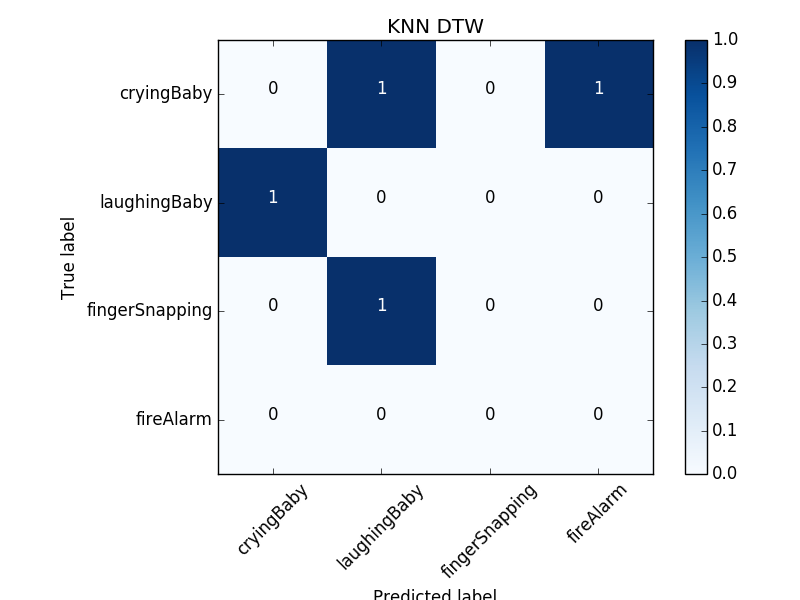 KNN DTW
cryingBaby 0 1 0 1
laughingBaby 1 0 0 0
fingerSnapping 0 1 0 0
fireAlarm 0 0 0 0
True label
cryingBaby laughingBaby fingerSnapping fireAlarm
Predicted label
1.0
0.9
0.8
0.7
0.6
0.5
0.4
0.3
0.2
0.1
0.0